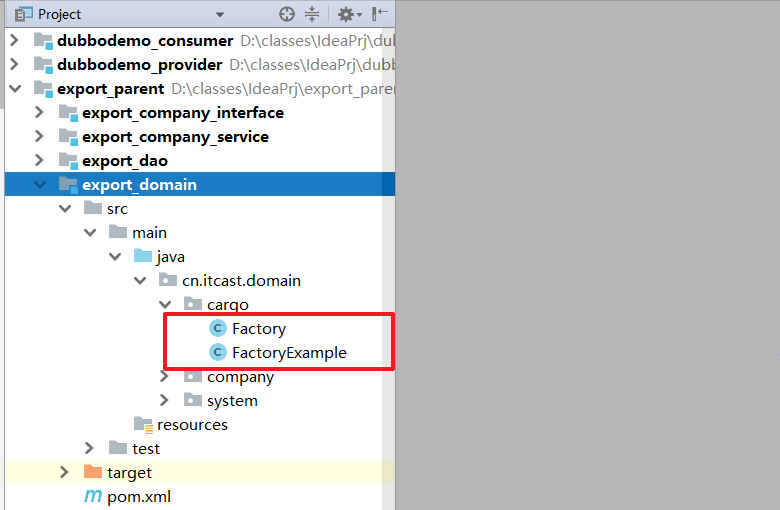 Project
dubbodemo_consumer D:\classes\IdeaPrj\dub
dubbodemo_provider D:\classes\IdeaPrj\dubb
export_parent D:\classes\IdeaPrj\export_paren
export_company_interface
export_company_service
export_dao
export_domain
src
main
java
cn.itcast.domain
cargo
C Factory
C FactoryExample
company
system
resources
test
target
m pom.xml